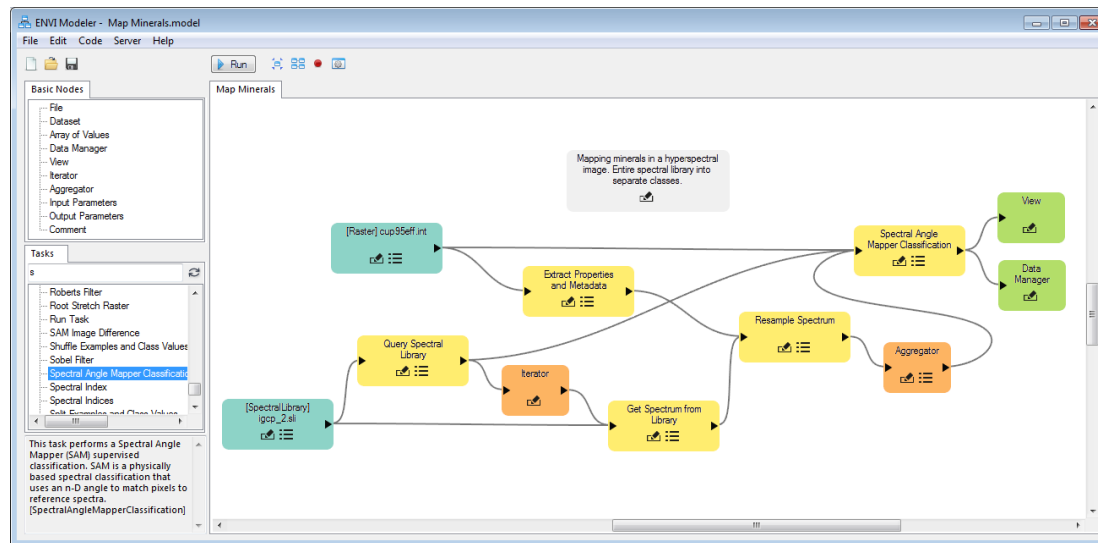 ENVI Modeler - Map Minerals.model
File Edit Code Server Help
Run
Basic Nodes
File
Dataset
Array of Values
Data Manager
View
Iterator
Aggregator
Input Parameters
Output Parameters
Comment
Tasks
s
Roberts Filter
Root Stretch Raster
Run Task
SAM Image Difference
Shuffle Examples and Class Values
Sobel Filter
Spectral Angle Mapper Classificatio
Spectral Index
Spectral Indices
Split Examples and Class Values
This task performs a Spectral Angle
Mapper (SAM) supervised
classification. SAM is a physically
based spectral classification that
uses an n-D angle to match pixels to
reference spectra.
[SpectralAngleMapperClassification]
Map Minerals
Mapping minerals in a hyperspectral
image. Entire spectral library into
separate classes.
[Raster] cup95eff.int
Extract Properties
and Metadata
Query Spectral
Library
Iterator
[SpectralLibrary]
igcp_2.sli
Get Spectrum from
Library
Resample Spectrum
Aggregator
Spectral Angle
Mapper Classification
View
Data
Manager